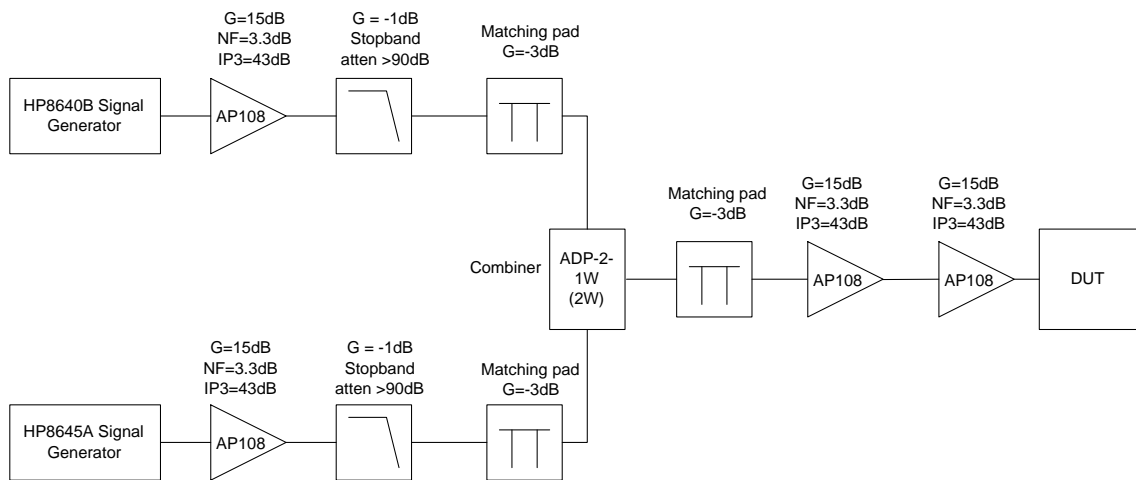 G=15dB
NF=3.3dB
IP3=43dB
G = -1dB
Stopband
atten >90dB
Matching pad
G=-3dB
HP8640B Signal
Generator
AP108
Matching pad
G=-3dB
G=15dB
NF=3.3dB
IP3=43dB
G=15dB
NF=3.3dB
IP3=43dB
Combiner
ADP-2-
1W
(2W)
AP108
AP108
DUT
G=15dB
NF=3.3dB
IP3=43dB
G = -1dB
Stopband
atten >90dB
Matching pad
G=-3dB
HP8645A Signal
Generator
AP108